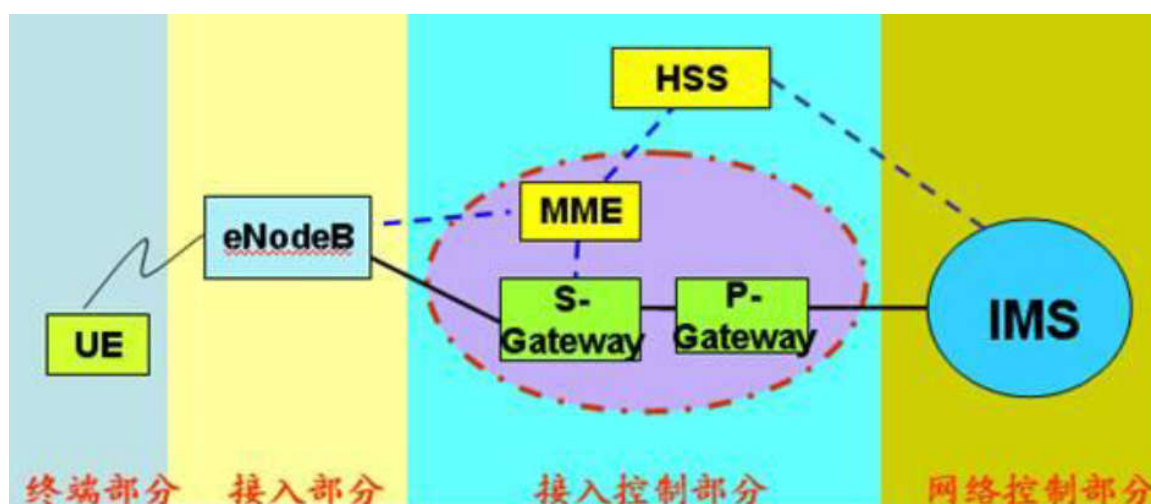 HSS
MME
eNodeB
S-
Gateway
P-
Gateway
IMS
UE
终端部分
接入部分
接入控制部分
网络控制部分